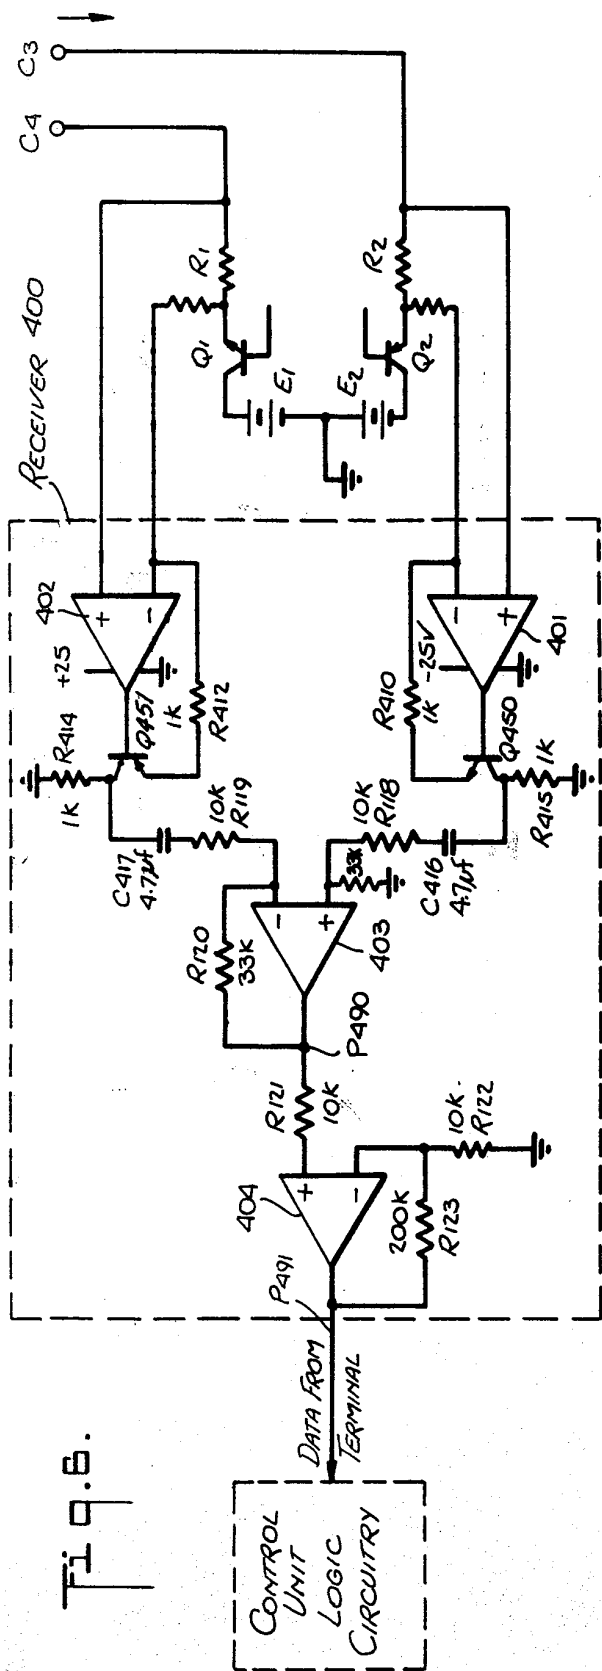 C4
C3
RECEIVER 400
R1
R2
Q1
Q2
E1
E2
402
+25
+
−
R414
1K
Q451
1K
R412
−25V
−
+
401
R410
1K
Q450
1K
R415
C417
4.7µf
10K
R119
10K
R118
C416
4.7µf
33K
R120
33K
−
+
403
P490
R121
10K
404
+
−
10K
R122
200K
R123
P491
DATA FROM
TERMINAL
CONTROL
UNIT
LOGIC
CIRCUITRY
Fig.6.